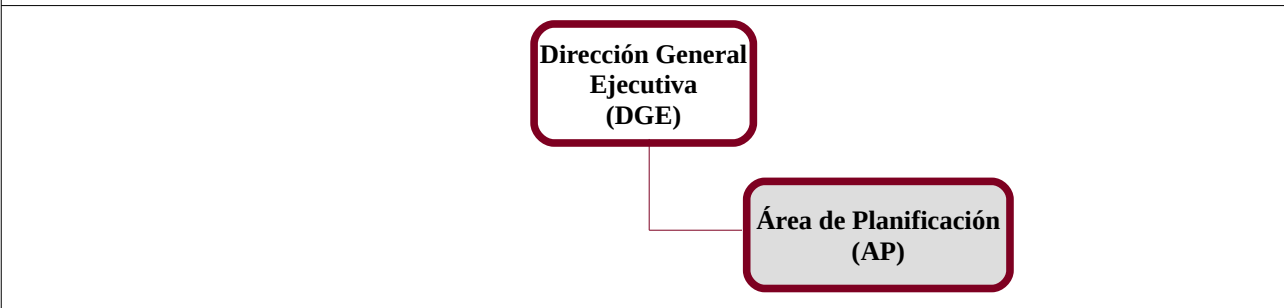 Dirección General
Ejecutiva
(DGE)
Área de Planificación
(AP)